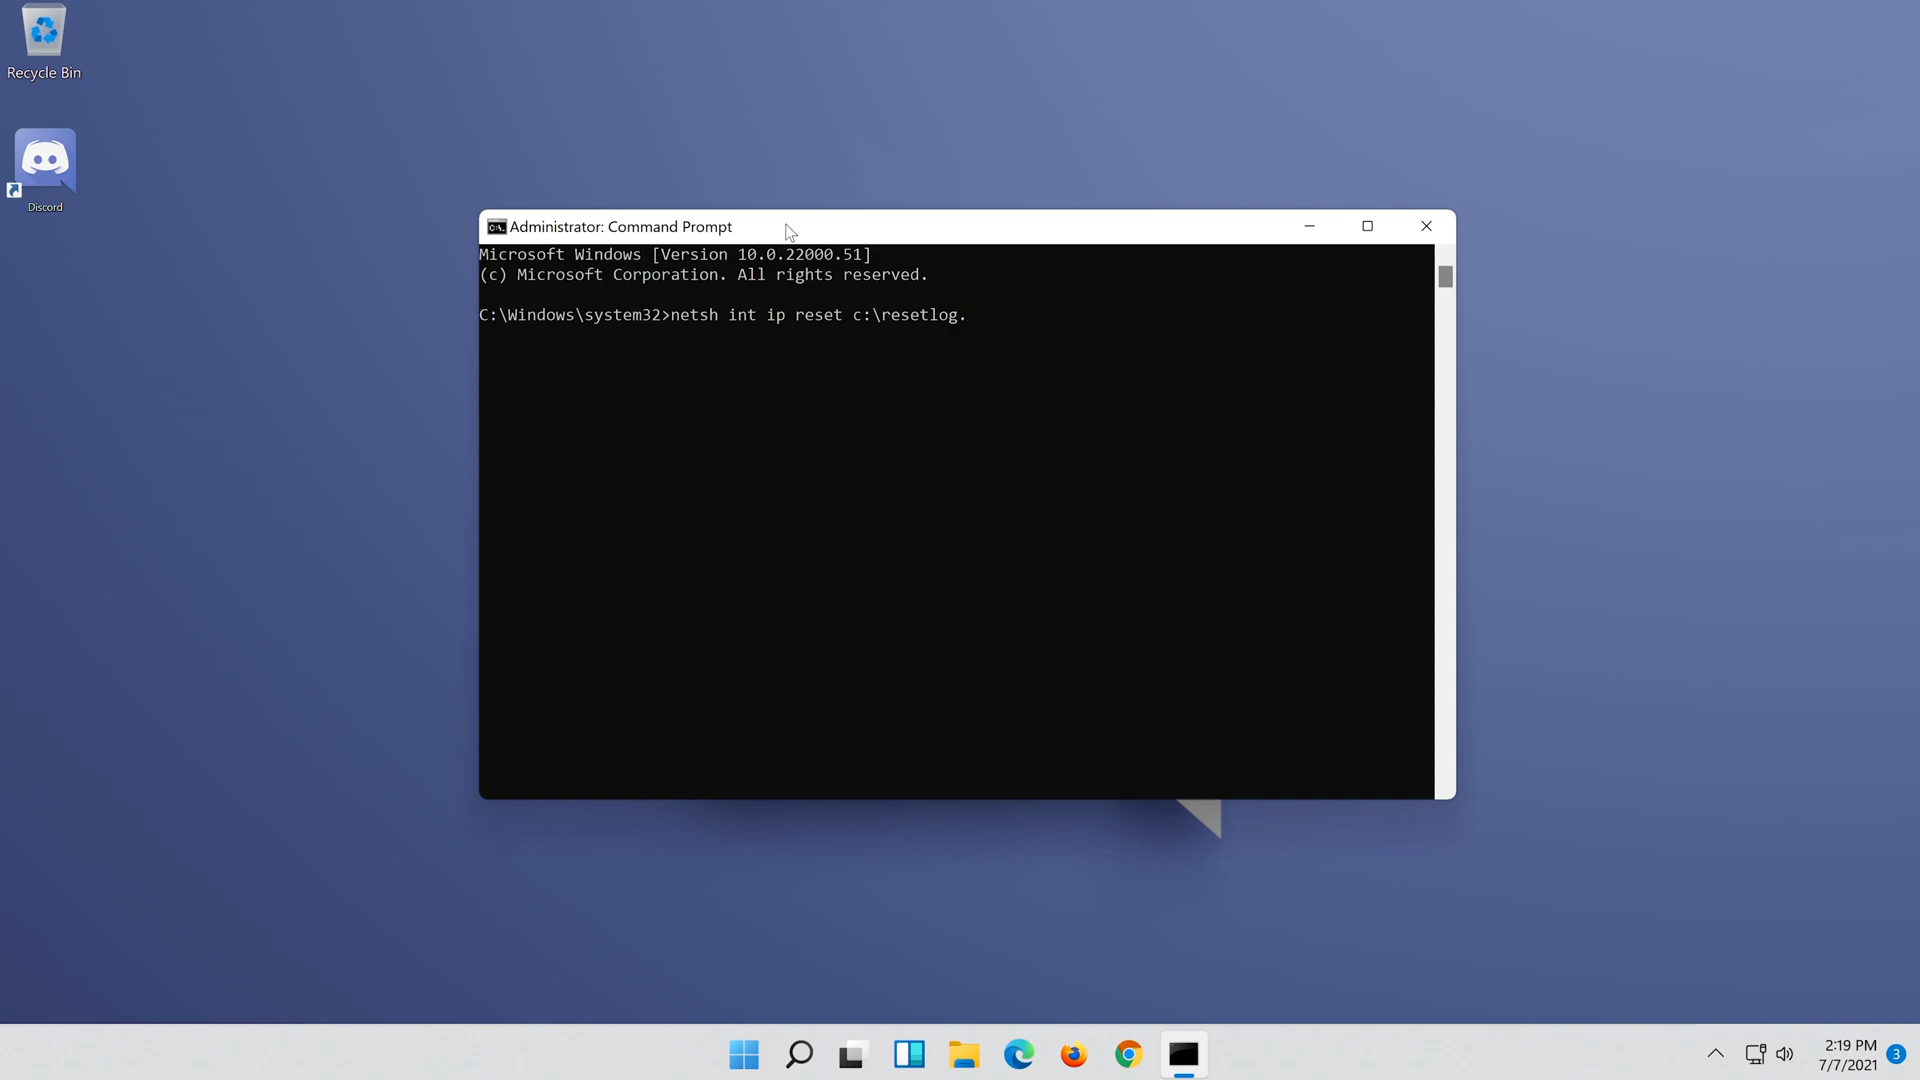 Recycle Bin
Discord
Administrator: Command Prompt
Microsoft Windows [Version 10.0.22000.51]
(c) Microsoft Corporation. All rights reserved.
C:\Windows\system32>netsh int ip reset c:\resetlog.
2:19 PM
7/7/2021
3